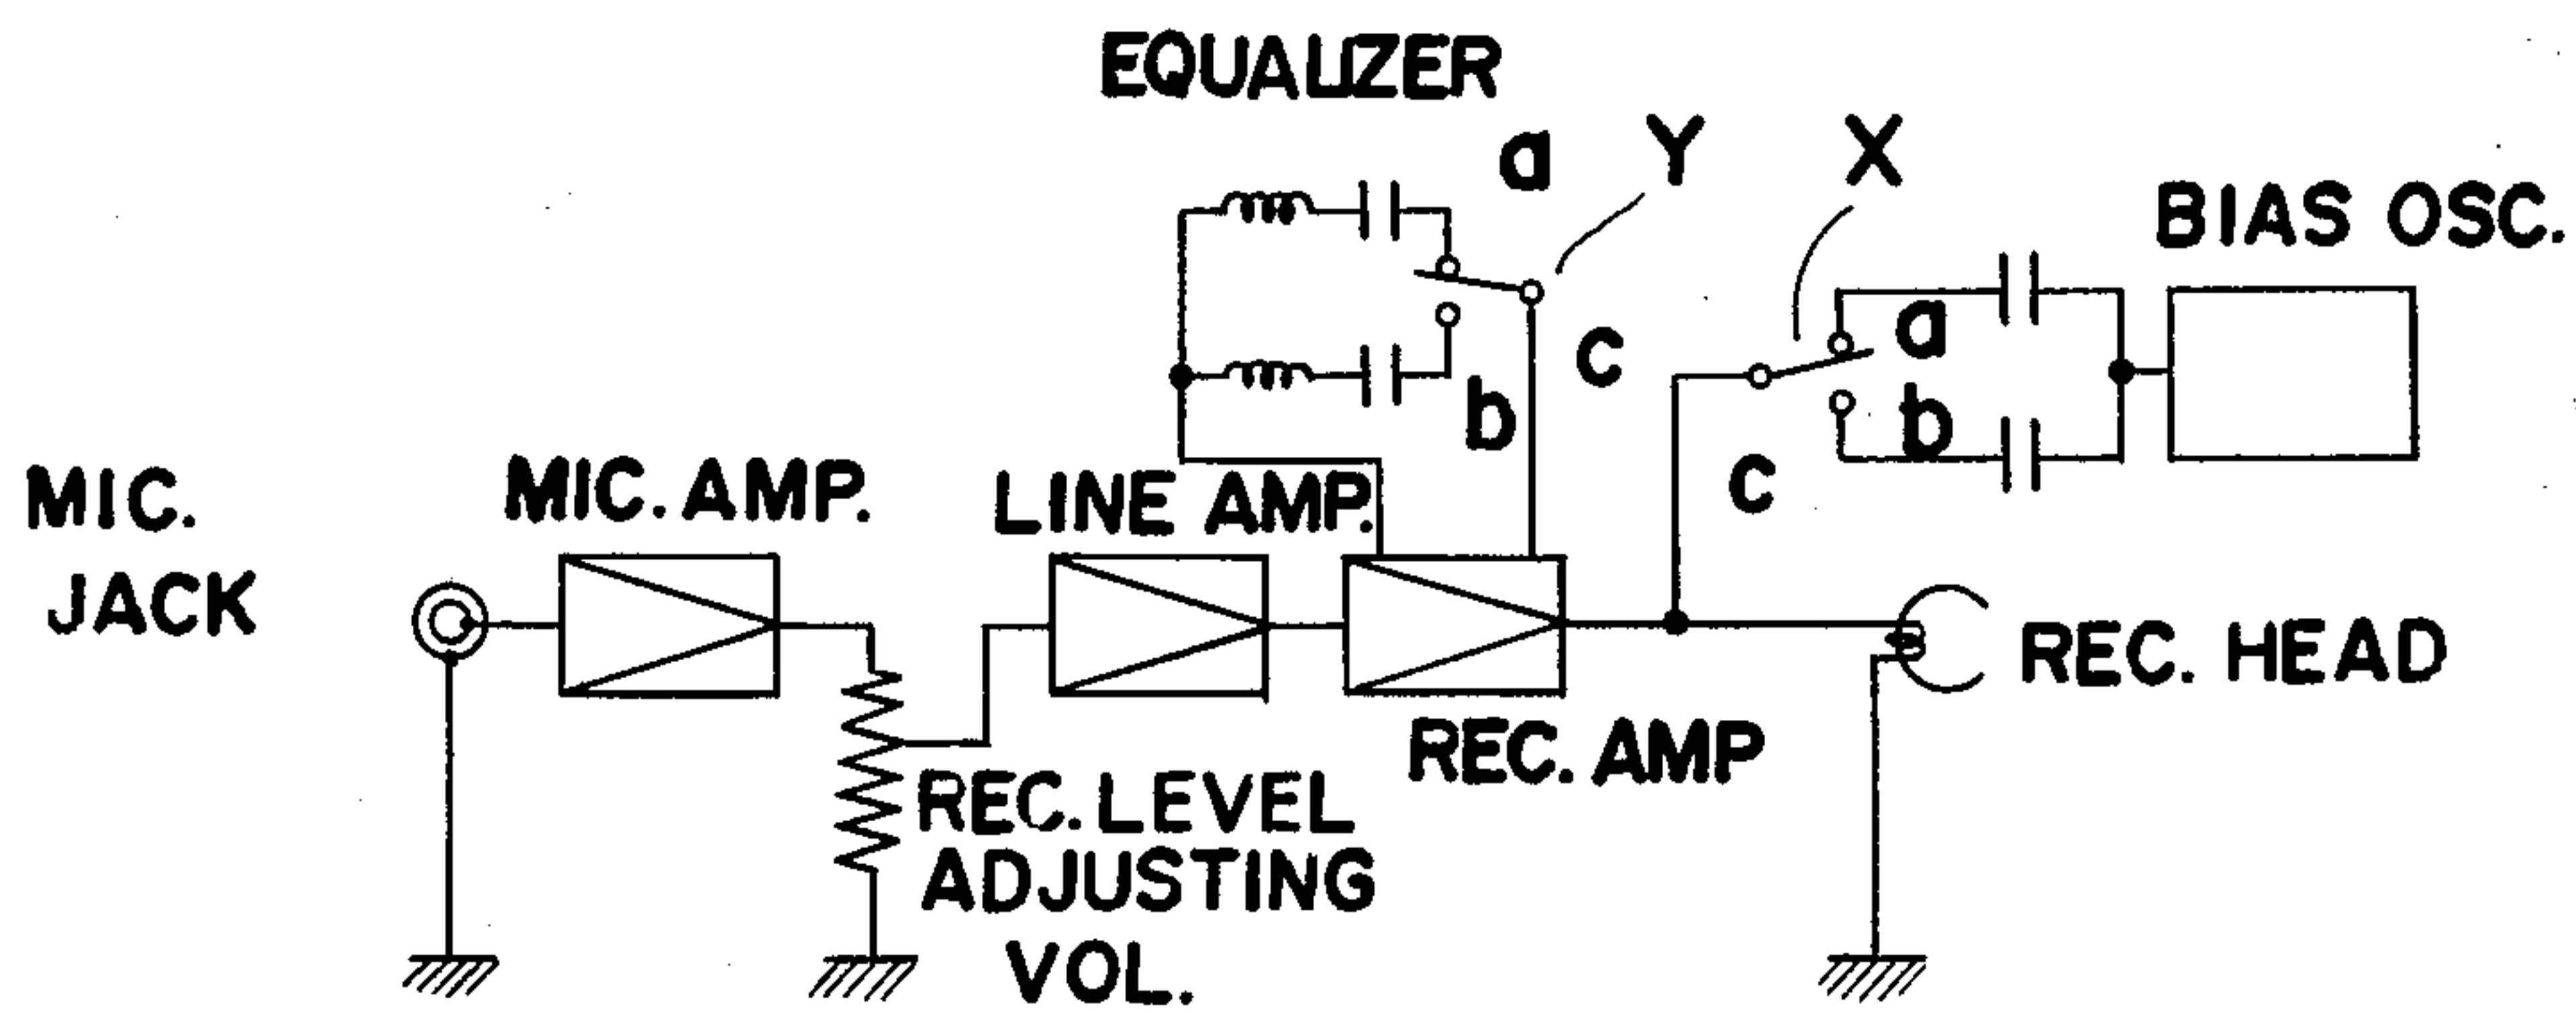 EQUALIZER
a
Y
X
BIAS OSC.
a
c
b
b
c
MIC.
JACK
MIC. AMP.
LINE AMP.
REC. HEAD
REC. AMP
REC. LEVEL
ADJUSTING
VOL.